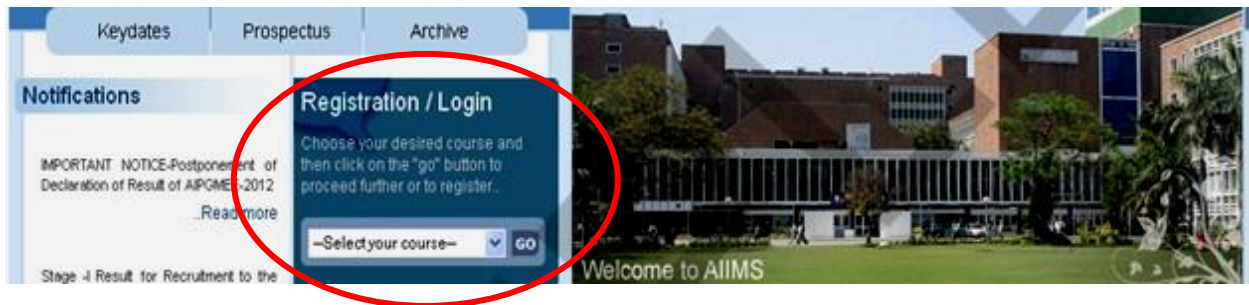 Keydates Prospectus Archive
Notifications
IMPORTANT NOTICE-Postponement of
Declaration of Result of AIPGMEE-2012
..Read more
Stage -I Result for Recruitment to the
Registration / Login
Choose your desired course and
then click on the "go" button to
proceed further or to register..
--Select your course-- GO
Welcome to AIIMS